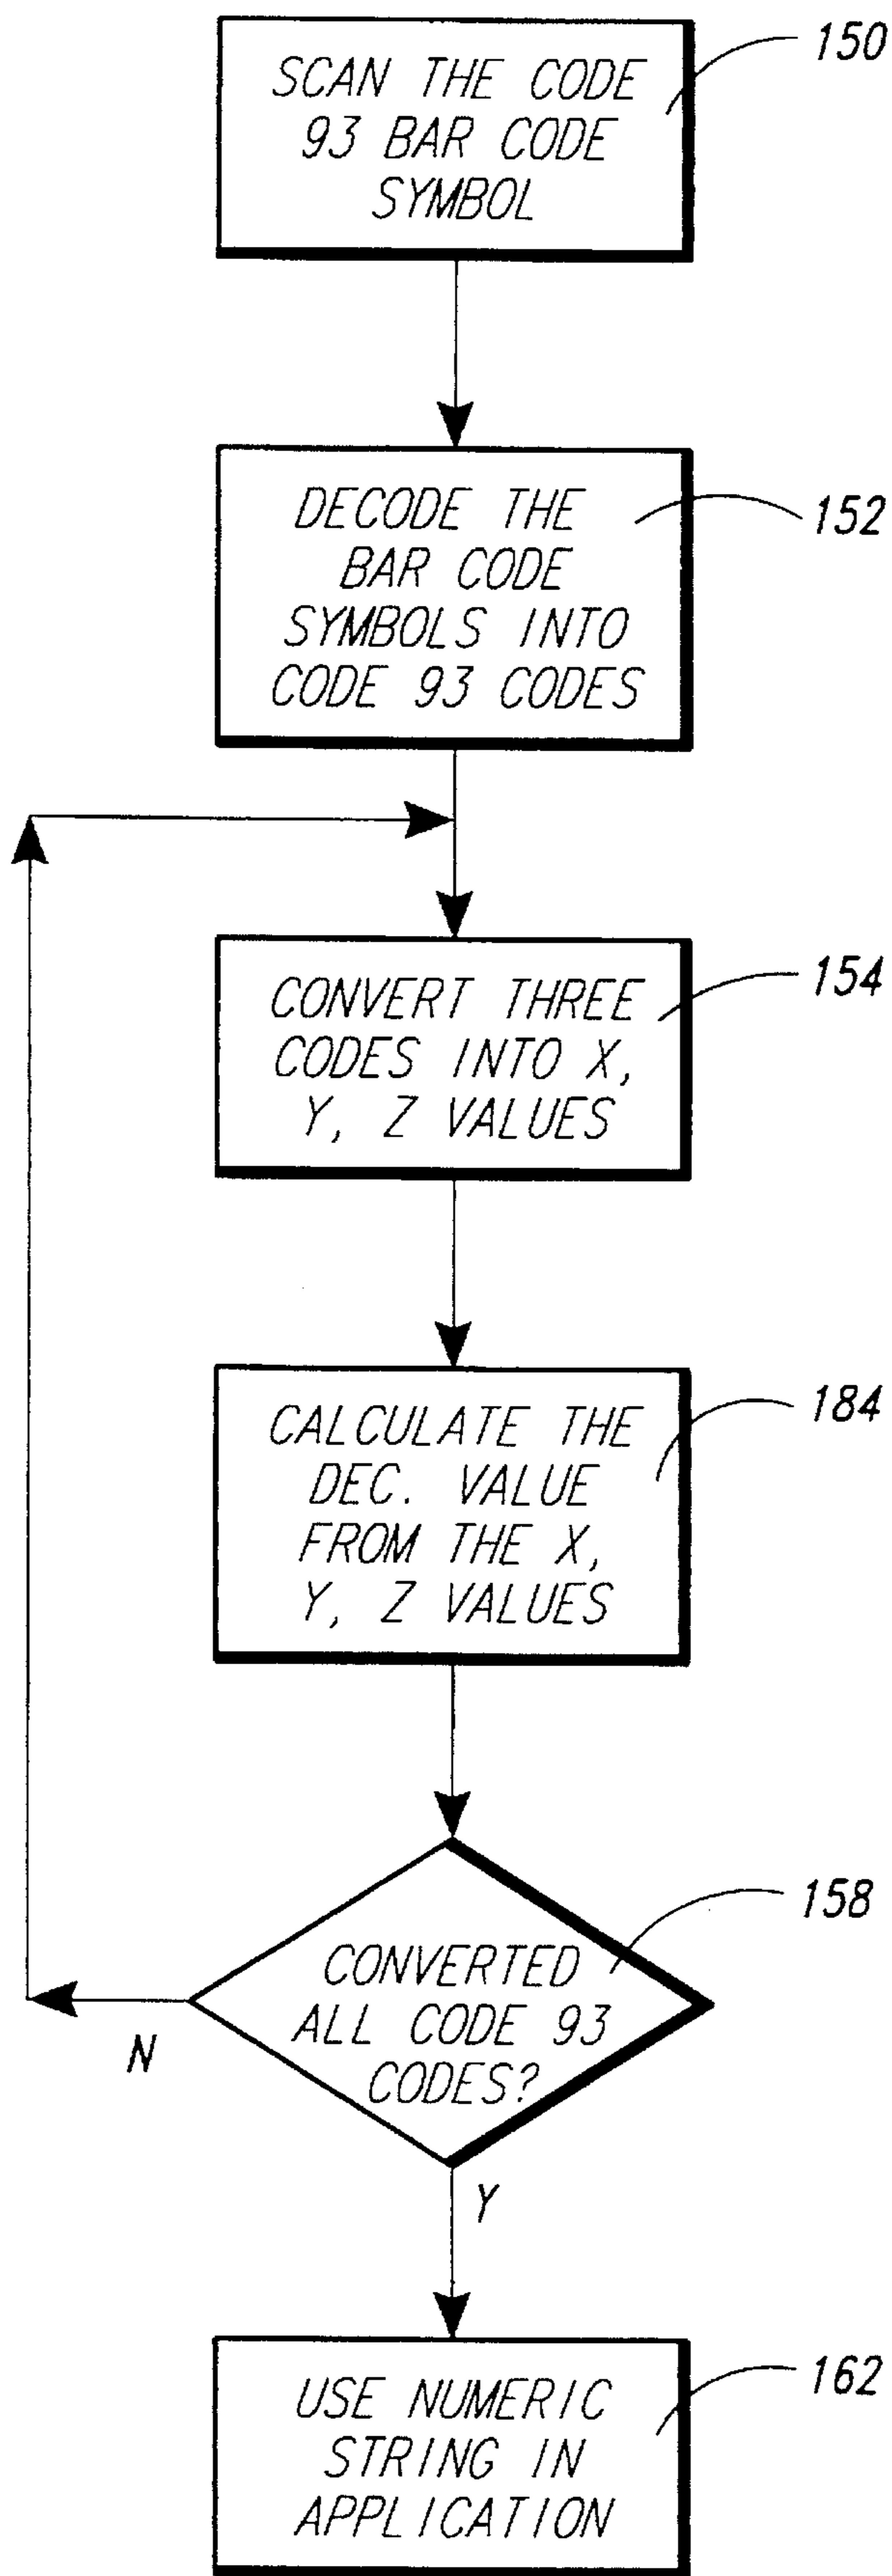 150
SCAN THE CODE
93 BAR CODE
SYMBOL
152
DECODE THE
BAR CODE
SYMBOLS INTO
CODE 93 CODES
154
CONVERT THREE
CODES INTO X,
Y, Z VALUES
184
CALCULATE THE
DEC. VALUE
FROM THE X,
Y, Z VALUES
158
CONVERTED
ALL CODE 93
CODES?
N
Y
162
USE NUMERIC
STRING IN
APPLICATION